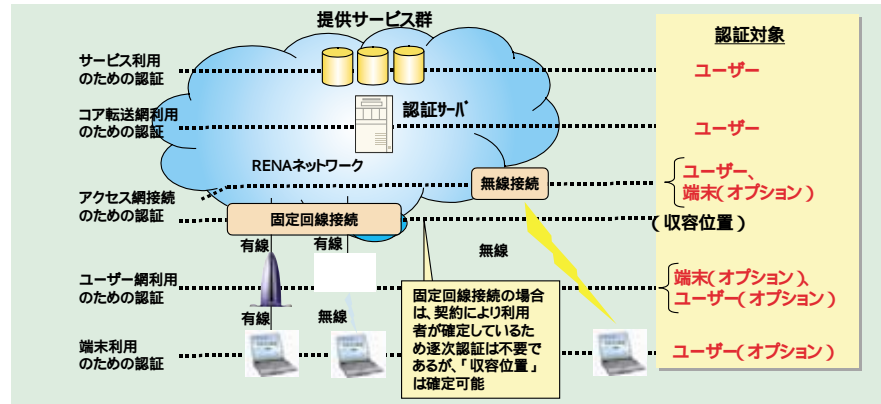 提供サービス群
認証対象
サービス利用
のための認証
ユーザー
コア転送網利用
のための認証
認証ｻｰﾊﾞ
ユーザー
RENAネットワーク
アクセス網接続
のための認証
無線接続
ユーザー、
端末(オプション)
固定回線接続
(収容位置)
有線
有線
無線
ユーザー網利用
のための認証
端末(オプション)、
ユーザー(オプション)
固定回線接続の場合
は、契約により利用
者が確定しているた
め逐次認証は不要で
あるが、「収容位置」
は確定可能
有線
無線
端末利用
のための認証
ユーザー(オプション)